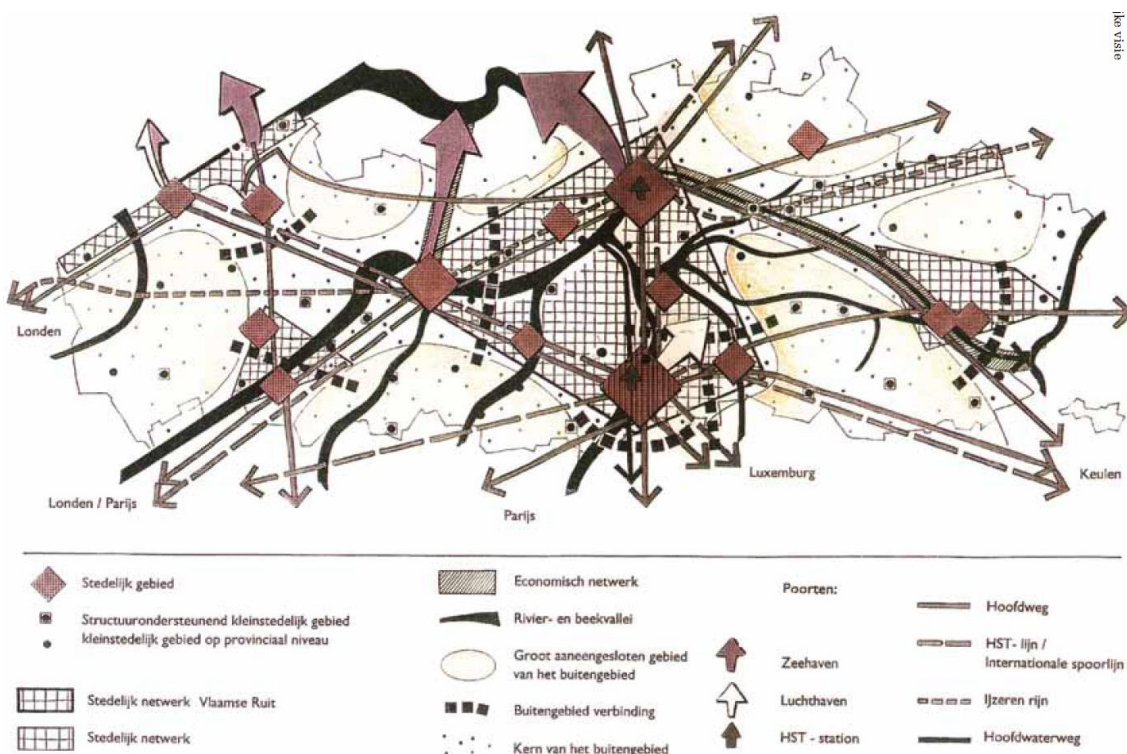 jke visie
Londen
Londen / Parijs
Parijs
Luxemburg
Keulen
Stedelijk gebied
Structuurondersteunend kleinstedelijk gebied
kleinstedelijk gebied op provinciaal niveau
Stedelijk netwerk Vlaamse Ruit
Stedelijk netwerk
Economisch netwerk
Rivier- en beekvallei
Groot aaneengesloten gebied
van het buitengebied
Buitengebied verbinding
Kern van het buitengebied
Poorten:
Zeehaven
Luchthaven
HST - station
Hoofdweg
HST- lijn /
Internationale spoorlijn
IJzeren rijn
Hoofdwaterweg